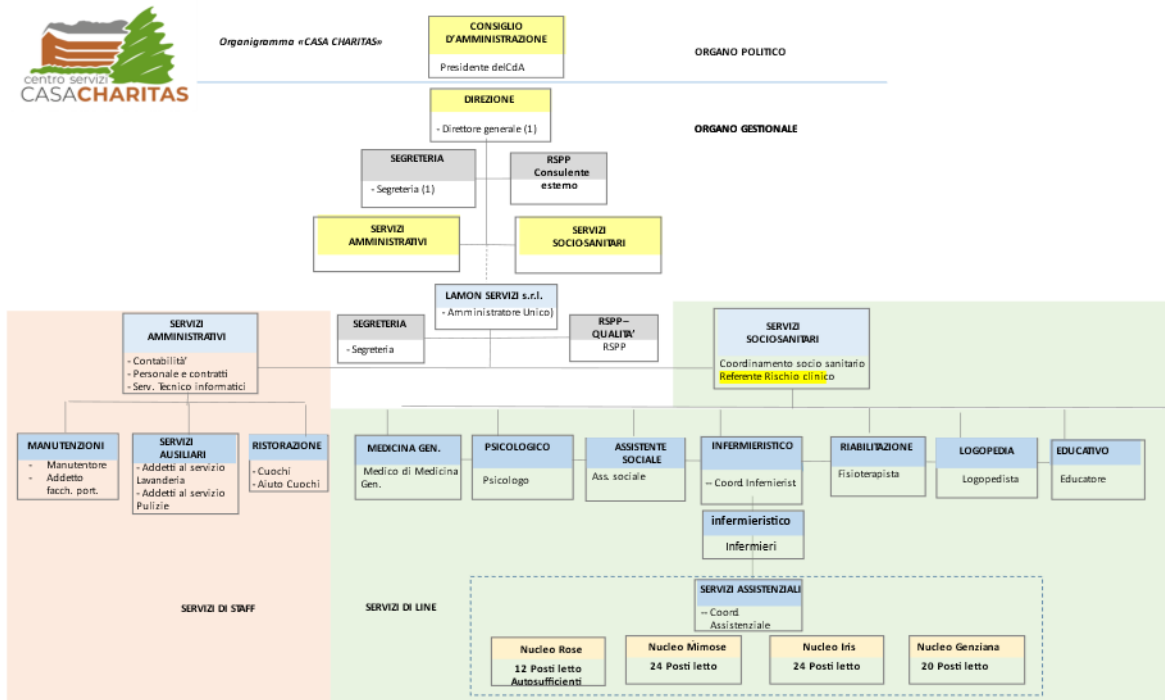 centro servizi
CASACHARITAS
Organigramma «CASA CHARITAS»
CONSIGLIO
D'AMMINISTRAZIONE
Presidente delCdA
ORGANO POLITICO
DIREZIONE
- Direttore generale (1)
ORGANO GESTIONALE
SEGRETERIA
- Segreteria (1)
RSPP
Consulente
esterno
SERVIZI
AMMINISTRATIVI
SERVIZI
SOCIO-SANITARI
LAMON SERVIZI s.r.l.
- Amministratore Unico)
SERVIZI
AMMINISTRATIVI
- Contabilità'
- Personale e contratti
- Serv. Tecnico informatici
SEGRETERIA
- Segreteria
RSPP–
QUALITA'
RSPP
SERVIZI
SOCIO-SANITARI
Coordinamento socio sanitario
Referente Rischio clinico
MANUTENZIONI
- Manutentore
- Addetto
facch. port.
SERVIZI
AUSILIARI
- Addetti al servizio
Lavanderia
- Addetti al servizio
Pulizie
RISTORAZIONE
- Cuochi
- Aiuto Cuochi
MEDICINA GEN.
Medico di Medicina
Gen.
PSICOLOGICO
Psicologo
ASSISTENTE
SOCIALE
Ass. sociale
INFERMIERISTICO
-- Coord. Infernierist
RIABILITAZIONE
Fisioterapista
LOGOPEDIA
Logopedista
EDUCATIVO
Educatore
infermieristico
Infermieri
SERVIZI DI STAFF
SERVIZI DI LINE
SERVIZI ASSISTENZIALI
-- Coord.
Assistenziale
Nucleo Rose
12 Posti letto
Autosufficienti
Nucleo Mimose
24 Posti letto
Nucleo Iris
24 Posti letto
Nucleo Genziana
20 Posti letto